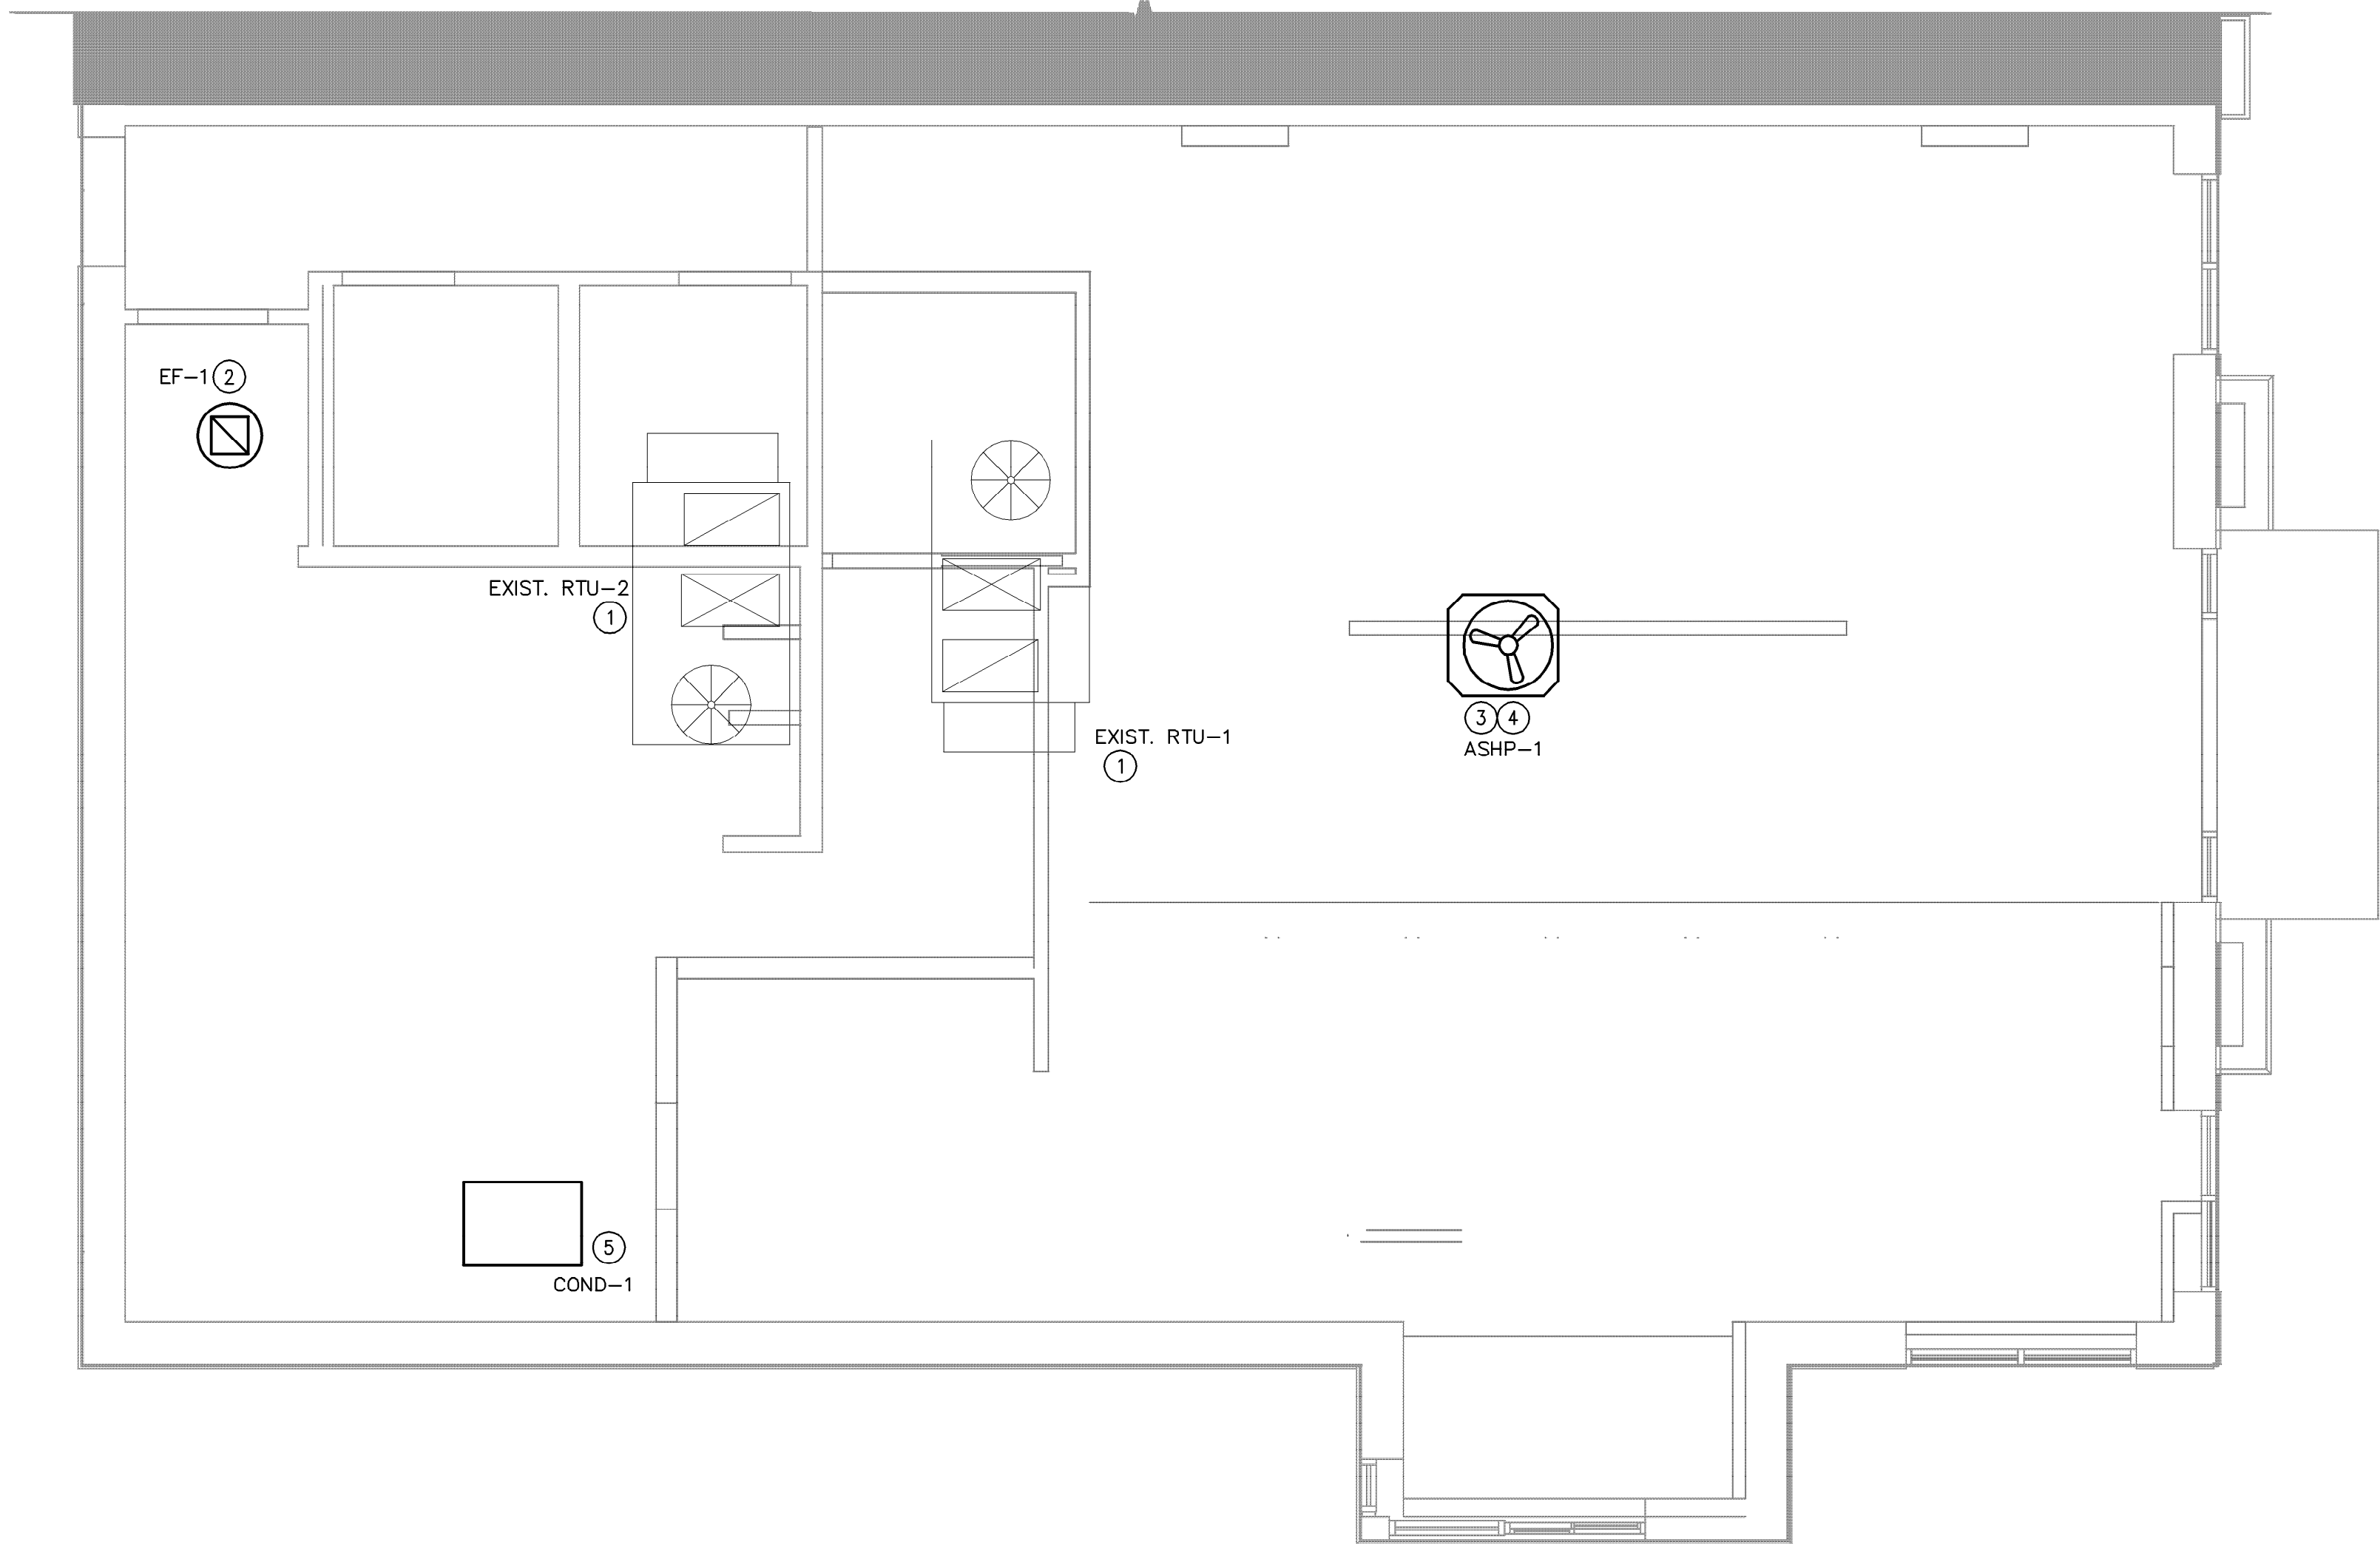 EF-1 2
EXIST. RTU-2
1
EXIST. RTU-1
1
3 4
ASHP-1
5
COND-1